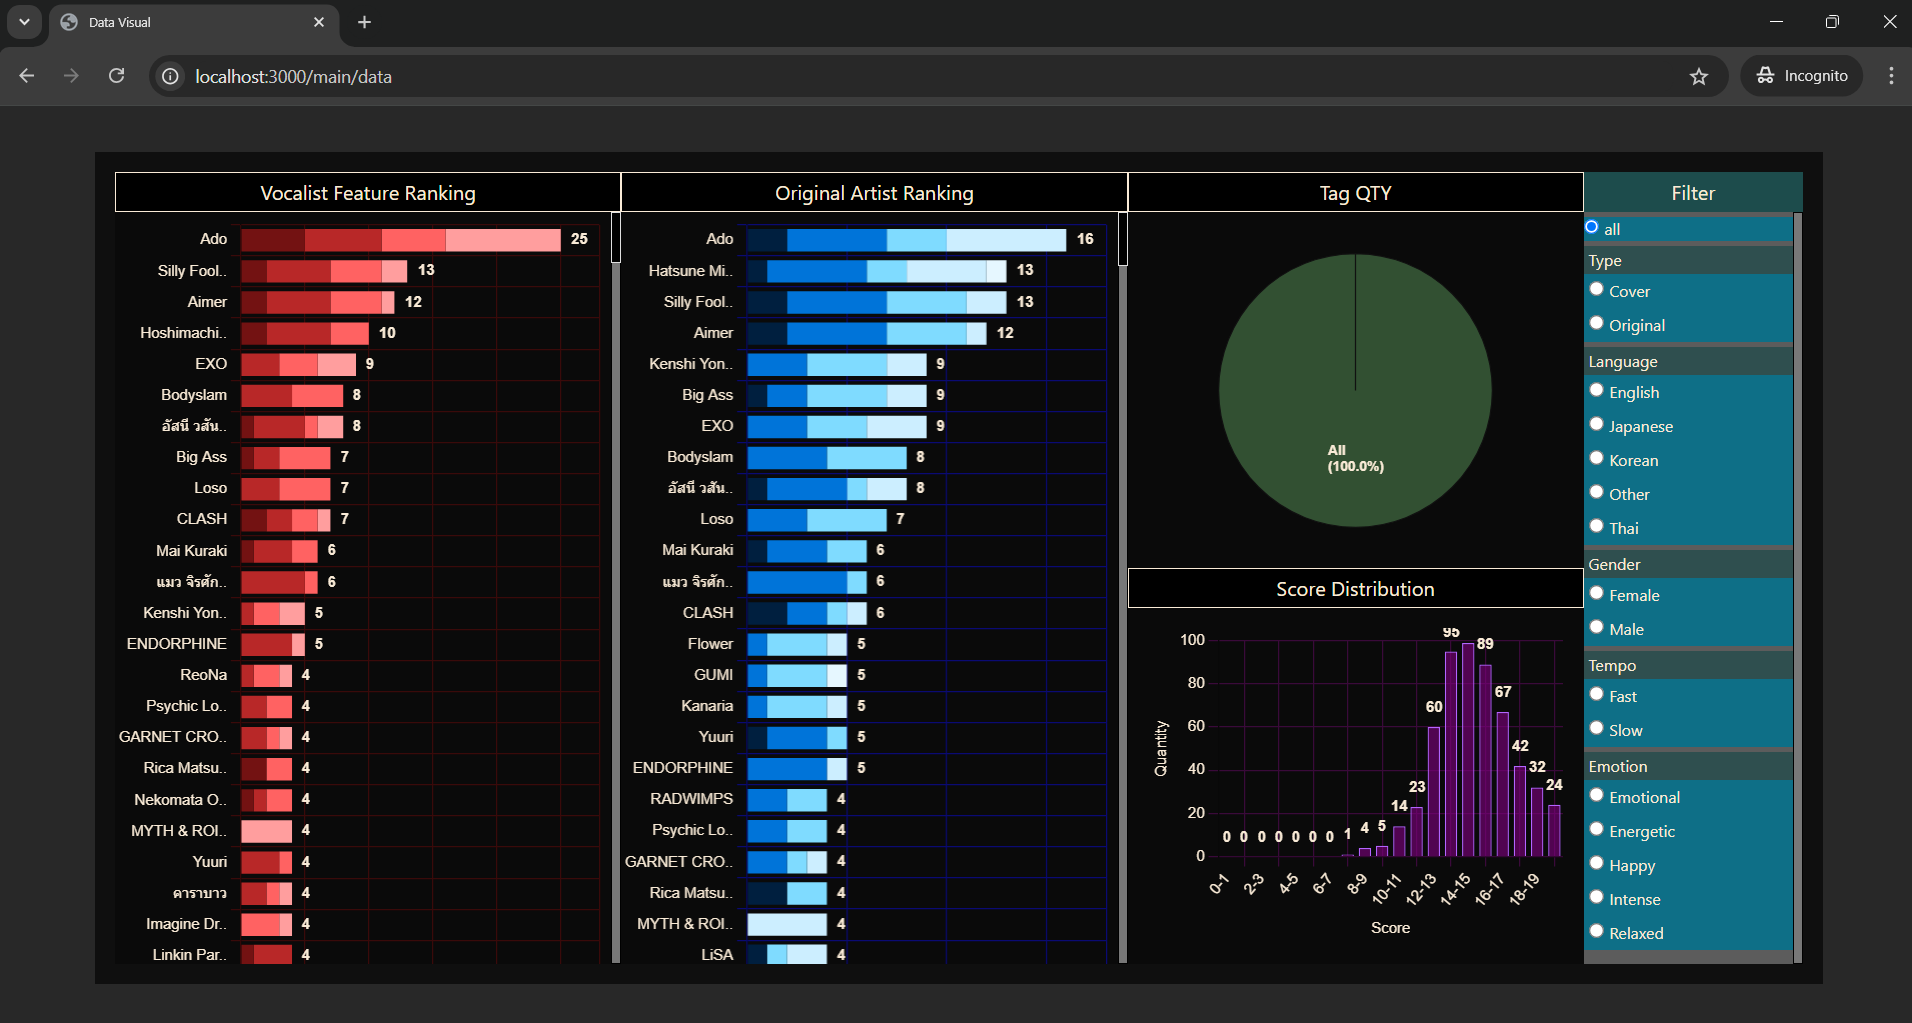 Data Visual
localhost:3000/main/data
Incognito
Vocalist Feature Ranking
Ado 25
Silly Fool.. 13
Aimer 12
Hoshimachi.. 10
EXO 9
Bodyslam 8
อัสนี วสัน.. 8
Big Ass 7
Loso 7
CLASH 7
Mai Kuraki 6
แมว จิรศัก.. 6
Kenshi Yon.. 5
ENDORPHINE 5
ReoNa 4
Psychic Lo.. 4
GARNET CRO.. 4
Rica Matsu.. 4
Nekomata O.. 4
MYTH & ROI.. 4
Yuuri 4
คาราบาว 4
Imagine Dr.. 4
Linkin Par.. 4
Original Artist Ranking
Ado 16
Hatsune Mi.. 13
Silly Fool.. 13
Aimer 12
Kenshi Yon.. 9
Big Ass 9
EXO 9
Bodyslam 8
อัสนี วสัน.. 8
Loso 7
Mai Kuraki 6
แมว จิรศัก.. 6
CLASH 6
Flower 5
GUMI 5
Kanaria 5
Yuuri 5
ENDORPHINE 5
RADWIMPS 4
Psychic Lo.. 4
GARNET CRO.. 4
Rica Matsu.. 4
MYTH & ROI.. 4
LiSA 4
Tag QTY
All
(100.0%)
Score Distribution
Quantity
100
80
60
40
20
0
0 0 0 0 0 0 0 1 4 5 14 23 60 95 89 67 42 32 24
0-1 2-3 4-5 6-7 8-9 10-11 12-13 14-15 16-17 18-19
Score
Filter
all
Type
Cover
Original
Language
English
Japanese
Korean
Other
Thai
Gender
Female
Male
Tempo
Fast
Slow
Emotion
Emotional
Energetic
Happy
Intense
Relaxed